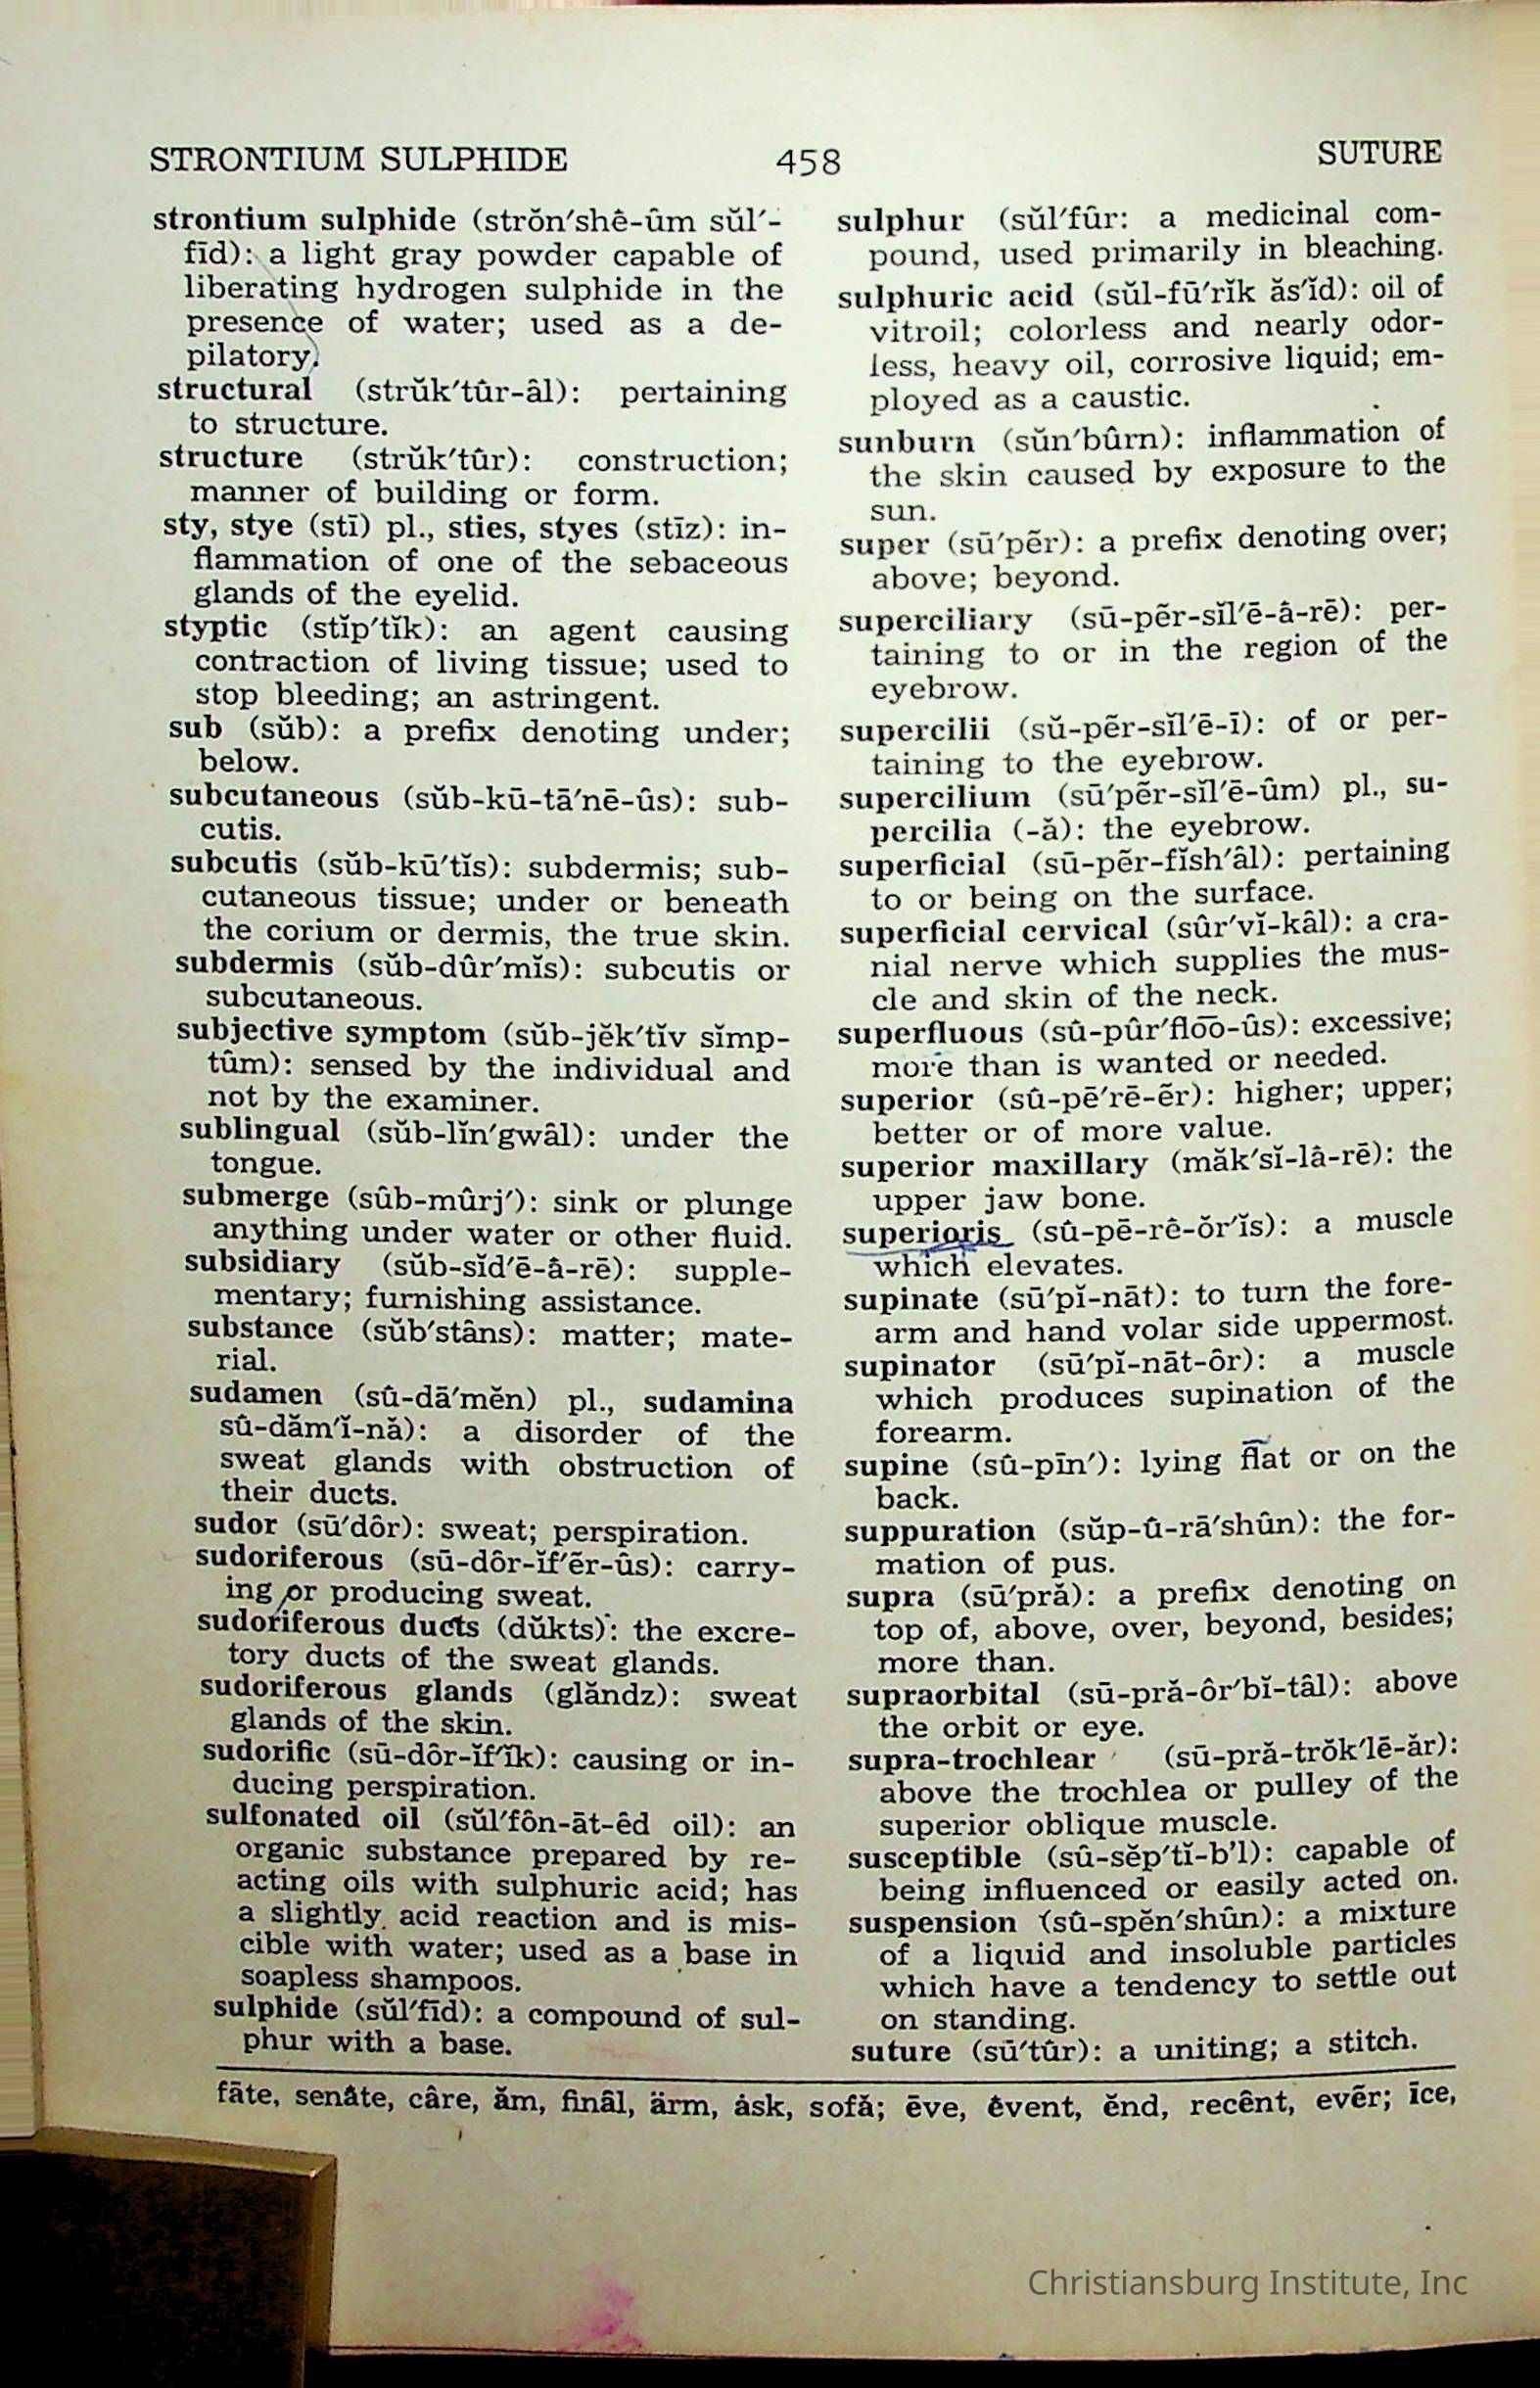 STRONTIUM SULPHIDE 458 SUTURE
strontium sulphide (strŏn′shē̂-ûm sŭl′-
fīd): a light gray powder capable of
liberating hydrogen sulphide in the
presence of water; used as a de-
pilatory.
structural (strŭk′tûr-âl): pertaining
to structure.
structure (strŭk′tûr): construction;
manner of building or form.
sty, stye (stī) pl., sties, styes (stīz): in-
flammation of one of the sebaceous
glands of the eyelid.
styptic (stĭp′tĭk): an agent causing
contraction of living tissue; used to
stop bleeding; an astringent.
sub (sŭb): a prefix denoting under;
below.
subcutaneous (sŭb-kū-tā′nē-ûs): sub-
cutis.
subcutis (sŭb-kū′tĭs): subdermis; sub-
cutaneous tissue; under or beneath
the corium or dermis, the true skin.
subdermis (sŭb-dûr′mĭs): subcutis or
subcutaneous.
subjective symptom (sŭb-jĕk′tĭv sĭmp-
tûm): sensed by the individual and
not by the examiner.
sublingual (sŭb-lĭn′gwâl): under the
tongue.
submerge (sûb-mûrj′): sink or plunge
anything under water or other fluid.
subsidiary (sŭb-sĭd′ē-â-rē): supple-
mentary; furnishing assistance.
substance (sŭb′stâns): matter; mate-
rial.
sudamen (sû-dā′mĕn) pl., sudamina
sû-dăm′ĭ-nă): a disorder of the
sweat glands with obstruction of
their ducts.
sudor (sū′dôr): sweat; perspiration.
sudoriferous (sū-dôr-ĭf′ẽr-ûs): carry-
ing or producing sweat.
sudoriferous ducts (dŭkts): the excre-
tory ducts of the sweat glands.
sudoriferous glands (glăndz): sweat
glands of the skin.
sudorific (sū-dôr-ĭf′ĭk): causing or in-
ducing perspiration.
sulfonated oil (sŭl′fôn-āt-êd oil): an
organic substance prepared by re-
acting oils with sulphuric acid; has
a slightly acid reaction and is mis-
cible with water; used as a base in
soapless shampoos.
sulphide (sŭl′fīd): a compound of sul-
phur with a base.
sulphur (sŭl′fûr: a medicinal com-
pound, used primarily in bleaching.
sulphuric acid (sŭl-fū′rĭk ăs′ĭd): oil of
vitroil; colorless and nearly odor-
less, heavy oil, corrosive liquid; em-
ployed as a caustic.
sunburn (sŭn′bûrn): inflammation of
the skin caused by exposure to the
sun.
super (sū′pẽr): a prefix denoting over;
above; beyond.
superciliary (sū-pẽr-sĭl′ē-â-rē): per-
taining to or in the region of the
eyebrow.
supercilii (sŭ-pẽr-sĭl′ē-ī): of or per-
taining to the eyebrow.
supercilium (sū′pẽr-sĭl′ē-ûm) pl., su-
percilia (-ă): the eyebrow.
superficial (sū-pẽr-fĭsh′âl): pertaining
to or being on the surface.
superficial cervical (sûr′vĭ-kâl): a cra-
nial nerve which supplies the mus-
cle and skin of the neck.
superfluous (sû-pûr′flo͞o-ûs): excessive;
more than is wanted or needed.
superior (sû-pē′rē-ẽr): higher; upper;
better or of more value.
superior maxillary (măk′sĭ-lâ-rē): the
upper jaw bone.
superioris (sû-pē-rê-ŏr′ĭs): a muscle
which elevates.
supinate (sū′pĭ-nāt): to turn the fore-
arm and hand volar side uppermost.
supinator (sū′pĭ-nāt-ôr): a muscle
which produces supination of the
forearm.
supine (sû-pīn′): lying flat or on the
back.
suppuration (sŭp-û-rā′shûn): the for-
mation of pus.
supra (sū′pră): a prefix denoting on
top of, above, over, beyond, besides;
more than.
supraorbital (sū-pră-ôr′bĭ-tâl): above
the orbit or eye.
supra-trochlear (sū-pră-trŏk′lē-ăr):
above the trochlea or pulley of the
superior oblique muscle.
susceptible (sû-sĕp′tĭ-b’l): capable of
being influenced or easily acted on.
suspension (sû-spĕn′shûn): a mixture
of a liquid and insoluble particles
which have a tendency to settle out
on standing.
suture (sū′tûr): a uniting; a stitch.
fāte, senâte, câre, ăm, finâl, ärm, ȧsk, sofă; ēve, êvent, ĕnd, recênt, evẽr; īce,
Christiansburg Institute, Inc